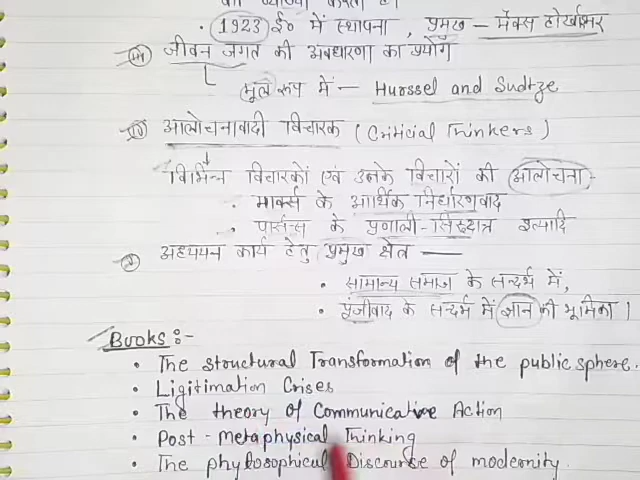 की व्याख्या करता है।
• 1923 ई० में स्थापना, प्रमुख - मैक्स होर्खाइमर
(iii) जीवन जगत की अवधारणा का प्रयोग
मूल रूप में — Hurssel and Sudtze
(iv) आलोचनावादी विचारक (Criticial Thinkers)
विभिन्न विचारकों एवं उनके विचारों की आलोचना,
• मार्क्स के आर्थिक निर्धारणवाद
• पार्सन्स के प्रणाली-सिद्धान्त इत्यादि
(v) अध्ययन कार्य हेतु प्रमुख क्षेत्र —
• सामान्य समाज के सन्दर्भ में,
• पूंजीवाद के सन्दर्भ में ज्ञान की भूमिका।
Books:-
• The structural Transformation of the public sphere.
• Ligitimation Crises
• The theory of Communicative Action
• Post - Metaphysical Thinking
• The phylosophical Discourse of modernity.